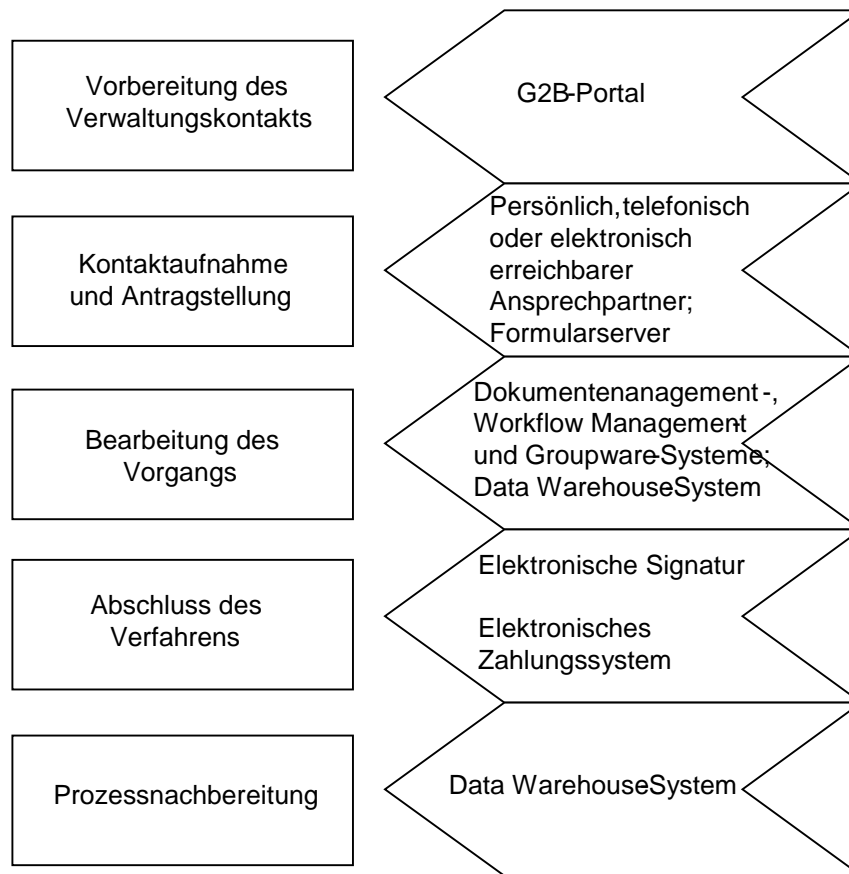 Vorbereitung des
Verwaltungskontakts
G2B-Portal
Kontaktaufnahme
und Antragstellung
Persönlich, telefonisch
oder elektronisch
erreichbarer
Ansprechpartner;
Formularserver
Bearbeitung des
Vorgangs
Dokumentenanagement -,
Workflow Management-
und Groupware-Systeme;
Data WarehouseSystem
Abschluss des
Verfahrens
Elektronische Signatur
Elektronisches
Zahlungssystem
Prozessnachbereitung
Data WarehouseSystem